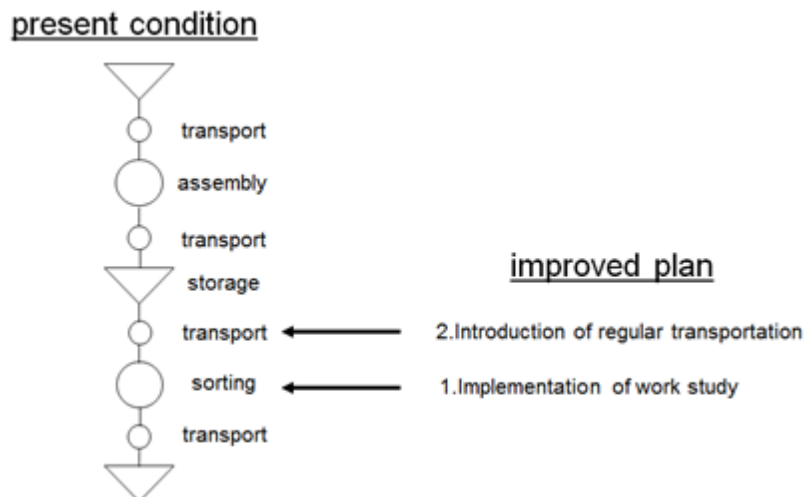 present condition
transport
assembly
transport
storage
improved plan
transport
2.Introduction of regular transportation
sorting
1.Implementation of work study
transport